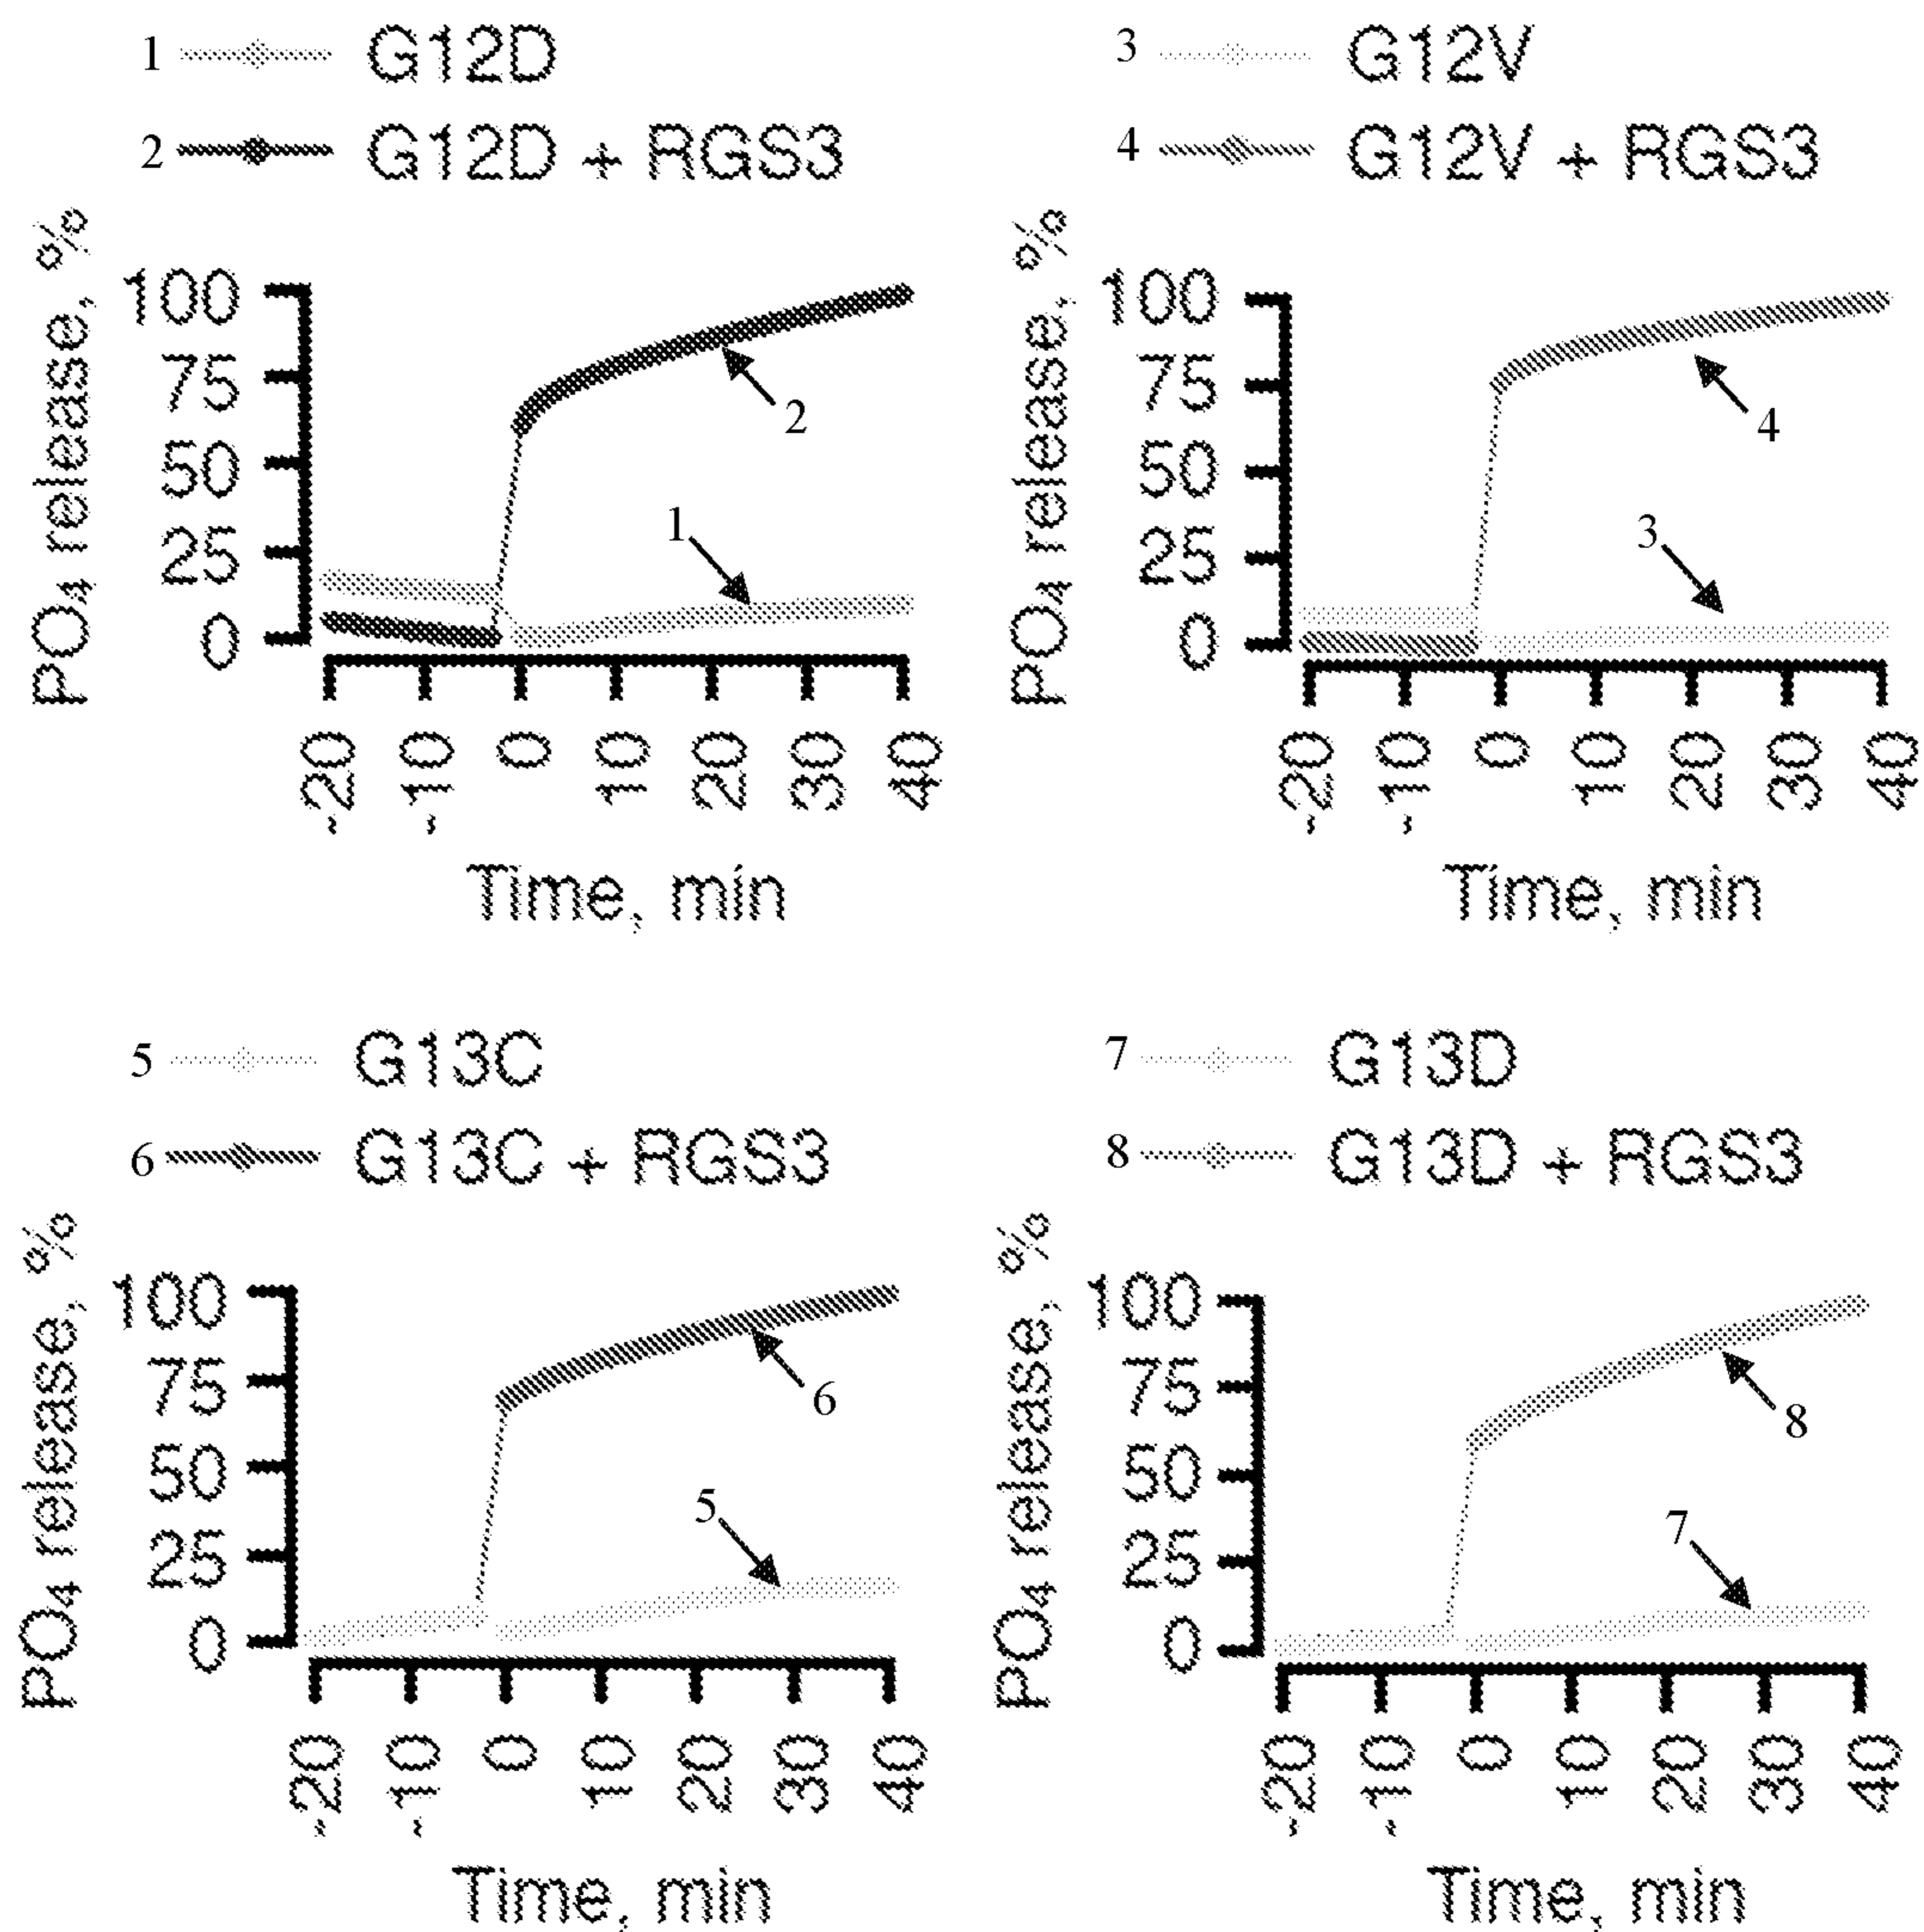 1 G12D
2 G12D + RGS3
PO₄ release, %
100
75
50
25
0
2
1
-20 -10 0 10 20 30 40
Time, min
3 G12V
4 G12V + RGS3
PO₄ release, %
100
75
50
25
0
4
3
-20 -10 0 10 20 30 40
Time, min
5 G13C
6 G13C + RGS3
PO₄ release, %
100
75
50
25
0
6
5
-20 -10 0 10 20 30 40
Time, min
7 G13D
8 G13D + RGS3
PO₄ release, %
100
75
50
25
0
8
7
-20 -10 0 10 20 30 40
Time, min